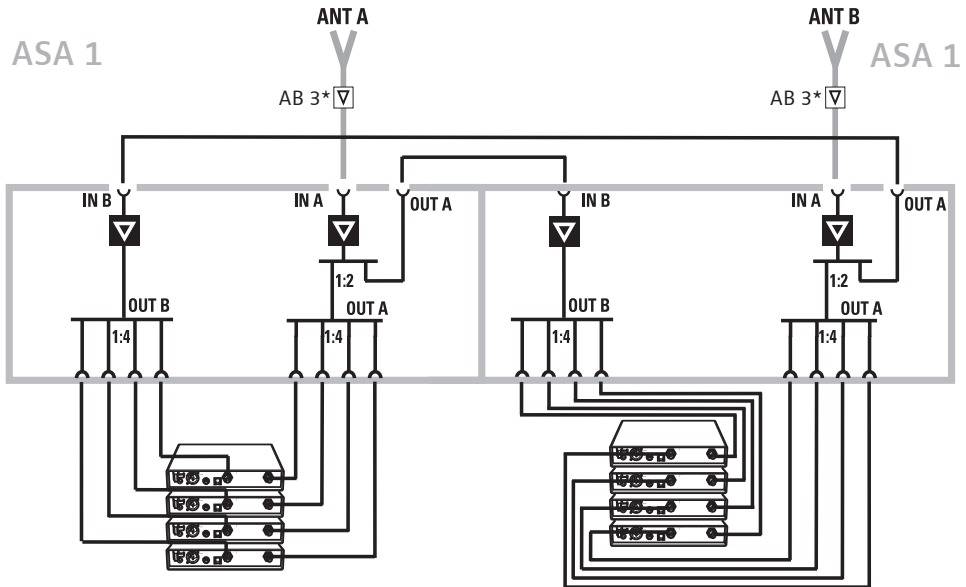 ANT A
ANT B
ASA 1
ASA 1
AB 3*
AB 3*
IN B
IN A
OUT A
IN B
IN A
OUT A
1:2
1:2
OUT B
OUT A
OUT B
OUT A
1:4
1:4
1:4
1:4